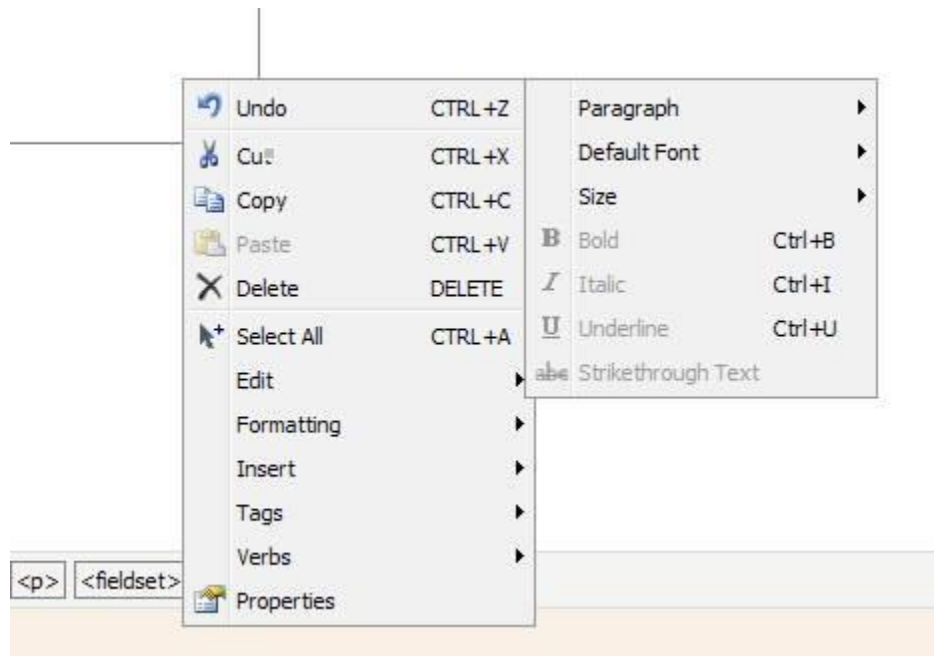 Undo CTRL+Z
Cut CTRL+X
Copy CTRL+C
Paste CTRL+V
Delete DELETE
Select All CTRL+A
Edit
Formatting
Insert
Tags
Verbs
Properties
Paragraph
Default Font
Size
B Bold Ctrl+B
I Italic Ctrl+I
U Underline Ctrl+U
abc Strikethrough Text
<p> <fieldset>